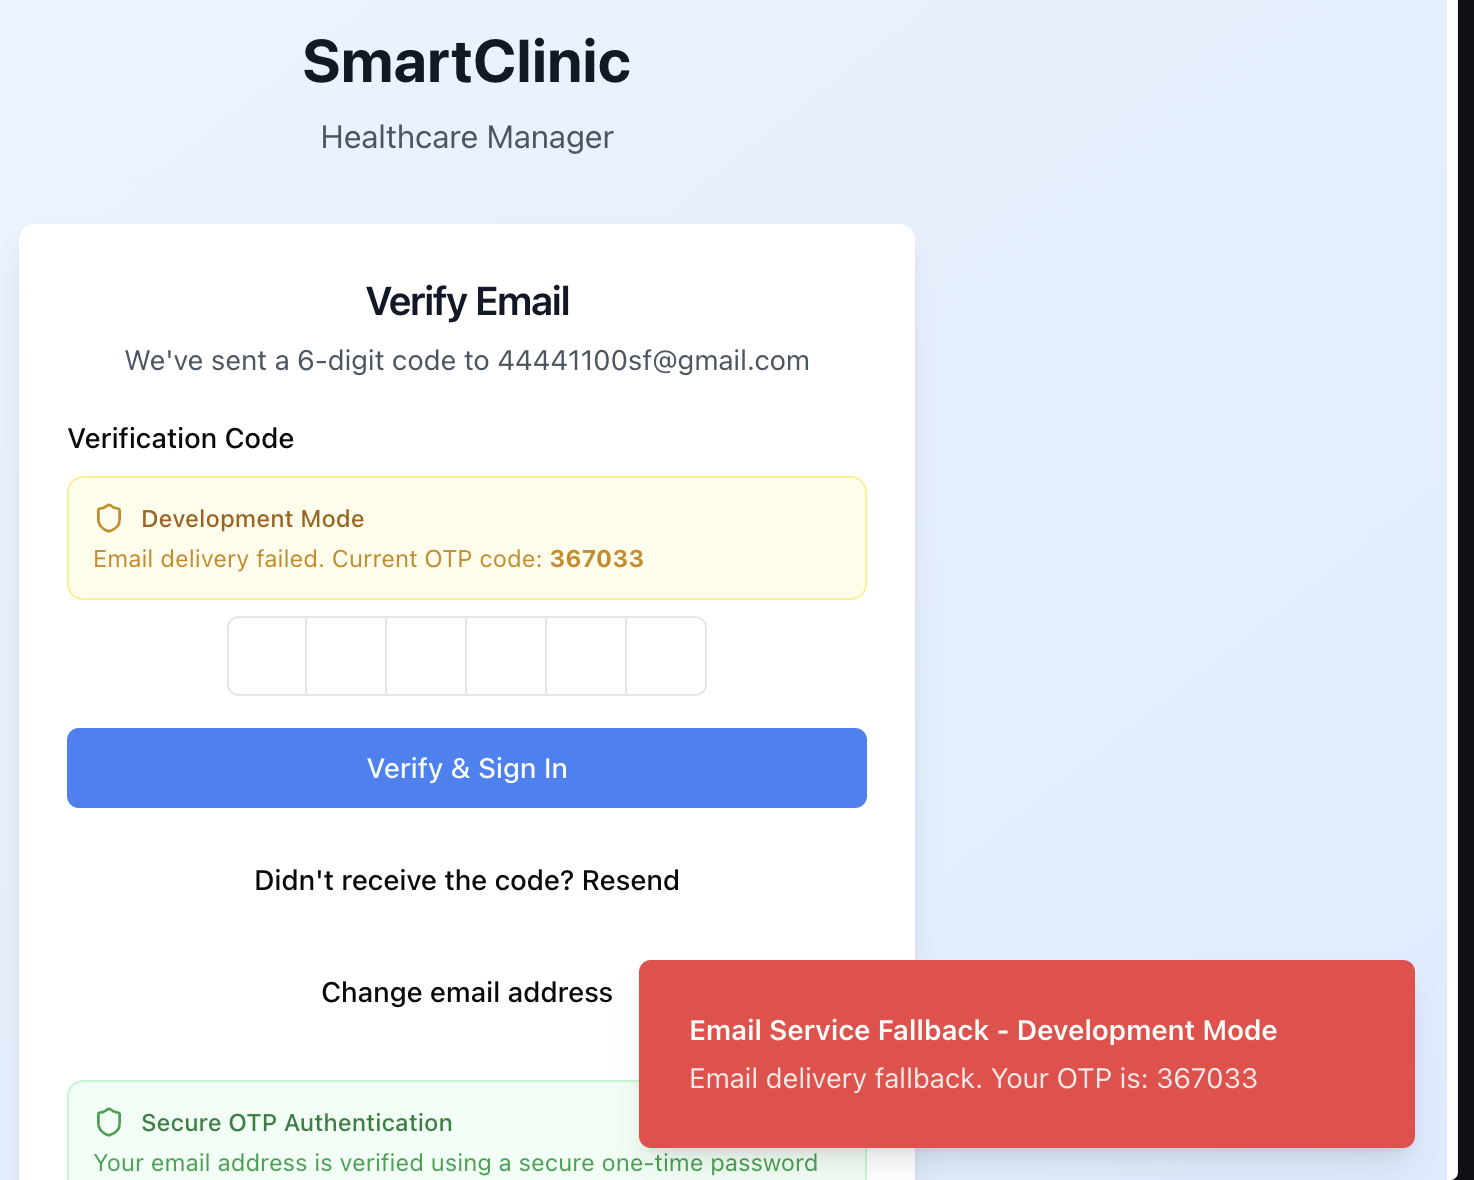 SmartClinic
Healthcare Manager
Verify Email
We've sent a 6-digit code to 44441100sf@gmail.com
Verification Code
Development Mode
Email delivery failed. Current OTP code: 367033
Verify & Sign In
Didn't receive the code? Resend
Change email address
Email Service Fallback - Development Mode
Email delivery fallback. Your OTP is: 367033
Secure OTP Authentication
Your email address is verified using a secure one-time password